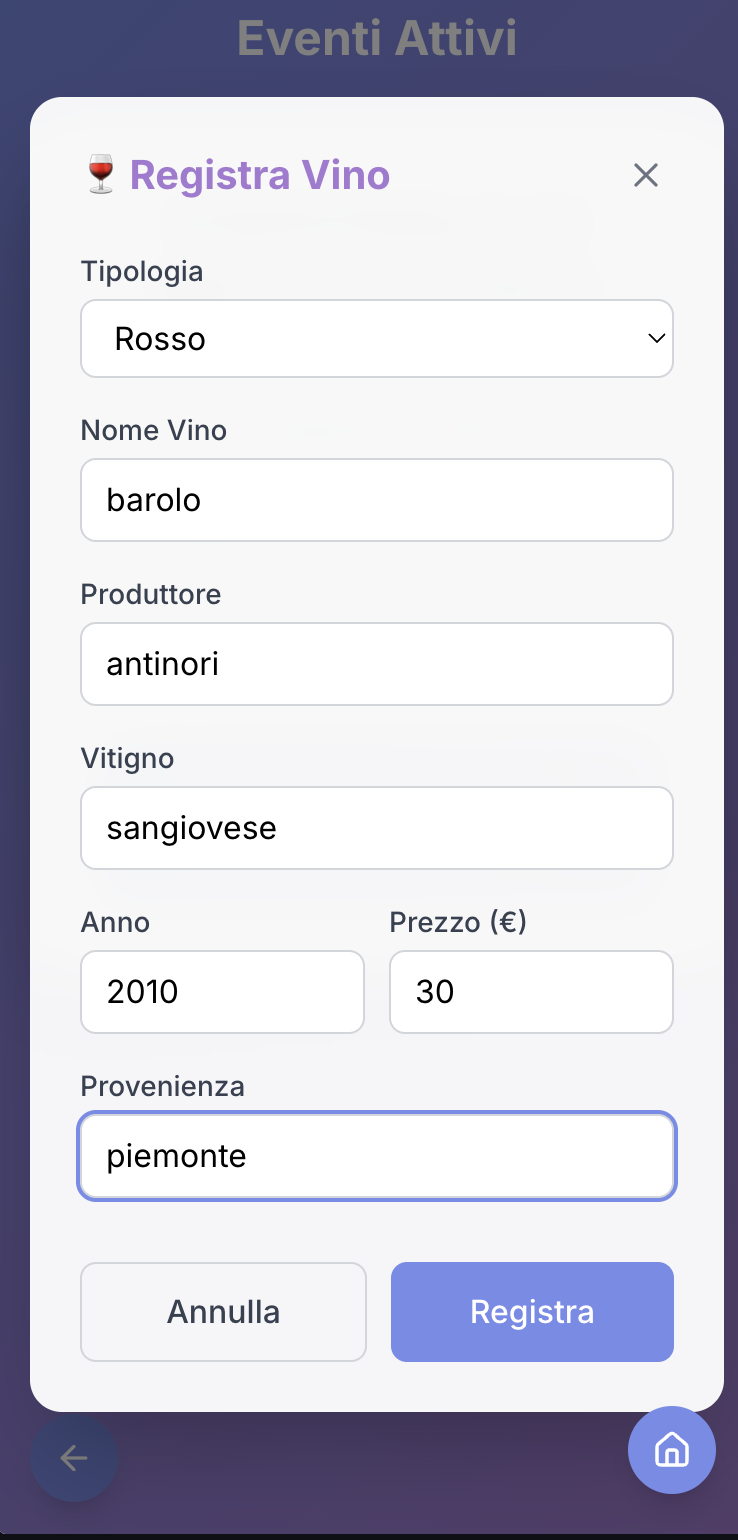 Eventi Attivi
Registra Vino
Tipologia
Rosso
Nome Vino
barolo
Produttore
antinori
Vitigno
sangiovese
Anno Prezzo (€)
2010 30
Provenienza
piemonte
Annulla Registra